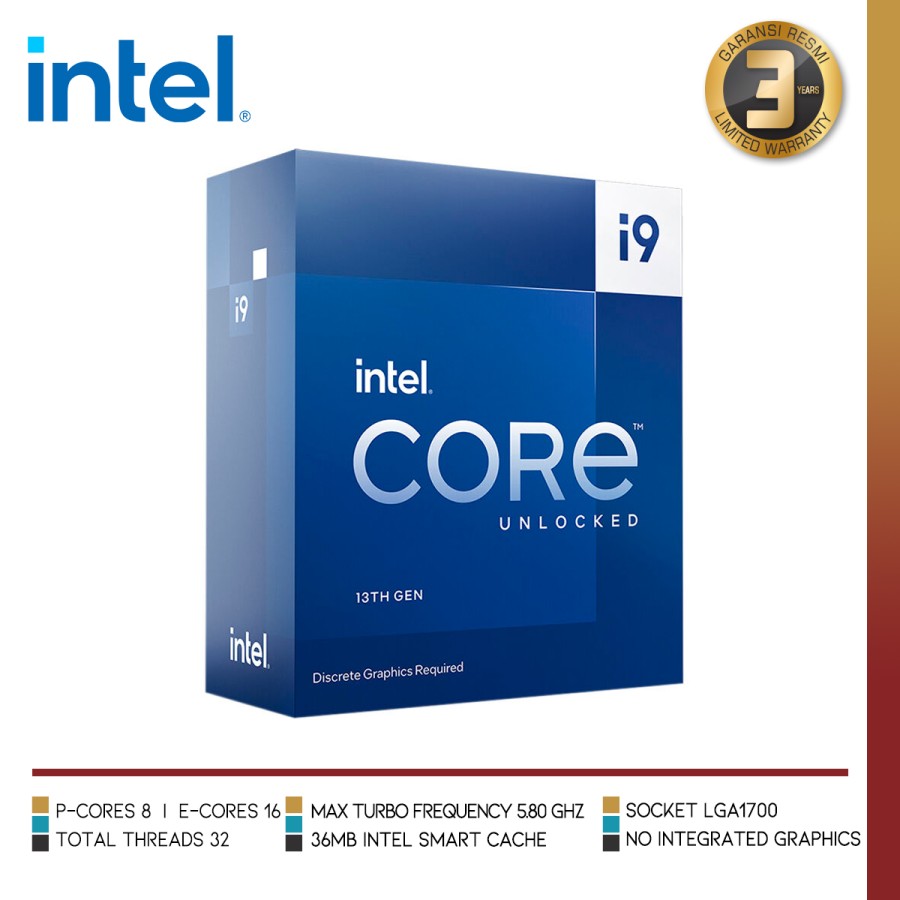 intel®
GARANSI RESMI
3 YEARS
LIMITED WARRANTY
i9
i9
intel.
CORe™
UNLOCKED
13TH GEN
intel.
Discrete Graphics Required
P-CORES 8 | E-CORES 16
TOTAL THREADS 32
MAX TURBO FREQUENCY 5.80 GHZ
36MB INTEL SMART CACHE
SOCKET LGA1700
NO INTEGRATED GRAPHICS